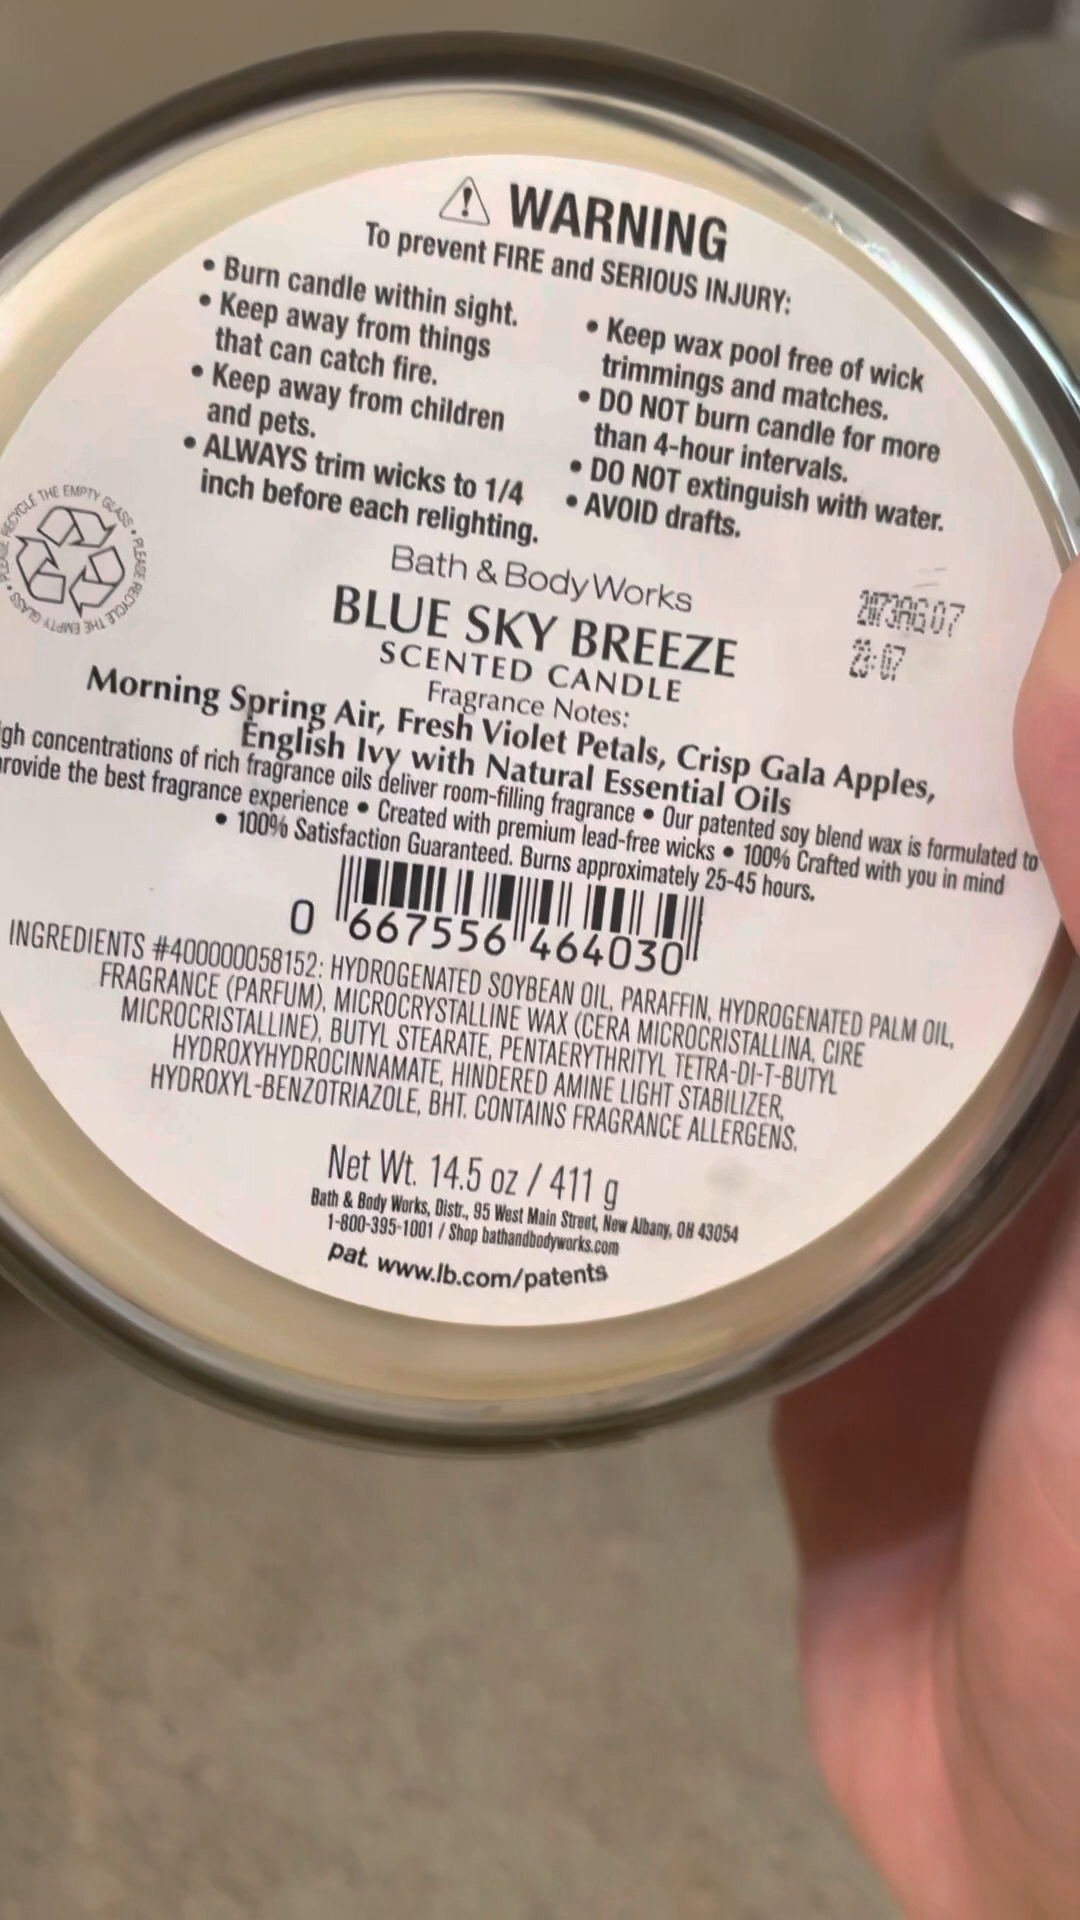 WARNING
To prevent FIRE and SERIOUS INJURY:
• Burn candle within sight.
• Keep away from things
that can catch fire.
• Keep away from children
and pets.
• ALWAYS trim wicks to 1/4
inch before each relighting.
• Keep wax pool free of wick
trimmings and matches.
• DO NOT burn candle for more
than 4-hour intervals.
• DO NOT extinguish with water.
• AVOID drafts.
PLEASE RECYCLE THE EMPTY GLASS • PLEASE RECYCLE THE EMPTY GLASS •
Bath & Body Works
BLUE SKY BREEZE
SCENTED CANDLE
Fragrance Notes:
Morning Spring Air, Fresh Violet Petals, Crisp Gala Apples,
English Ivy with Natural Essential Oils
concentrations of rich fragrance oils deliver room-filling fragrance • Our patented soy blend wax is formulated to
the best fragrance experience • Created with premium lead-free wicks • 100% Crafted with you in mind
• 100% Satisfaction Guaranteed. Burns approximately 25-45 hours.
0 667556 464030
INGREDIENTS #400000058152: HYDROGENATED SOYBEAN OIL, PARAFFIN, HYDROGENATED PALM OIL,
FRAGRANCE (PARFUM), MICROCRYSTALLINE WAX (CERA MICROCRISTALLINA, CIRE
MICROCRISTALLINE), BUTYL STEARATE, PENTAERYTHRITYL TETRA-DI-T-BUTYL
HYDROXYHYDROCINNAMATE, HINDERED AMINE LIGHT STABILIZER,
HYDROXYL-BENZOTRIAZOLE, BHT. CONTAINS FRAGRANCE ALLERGENS.
Net Wt. 14.5 oz / 411 g
Bath & Body Works, Distr., 95 West Main Street, New Albany, OH 43054
1-800-395-1001 / Shop bathandbodyworks.com
pat. www.lb.com/patents